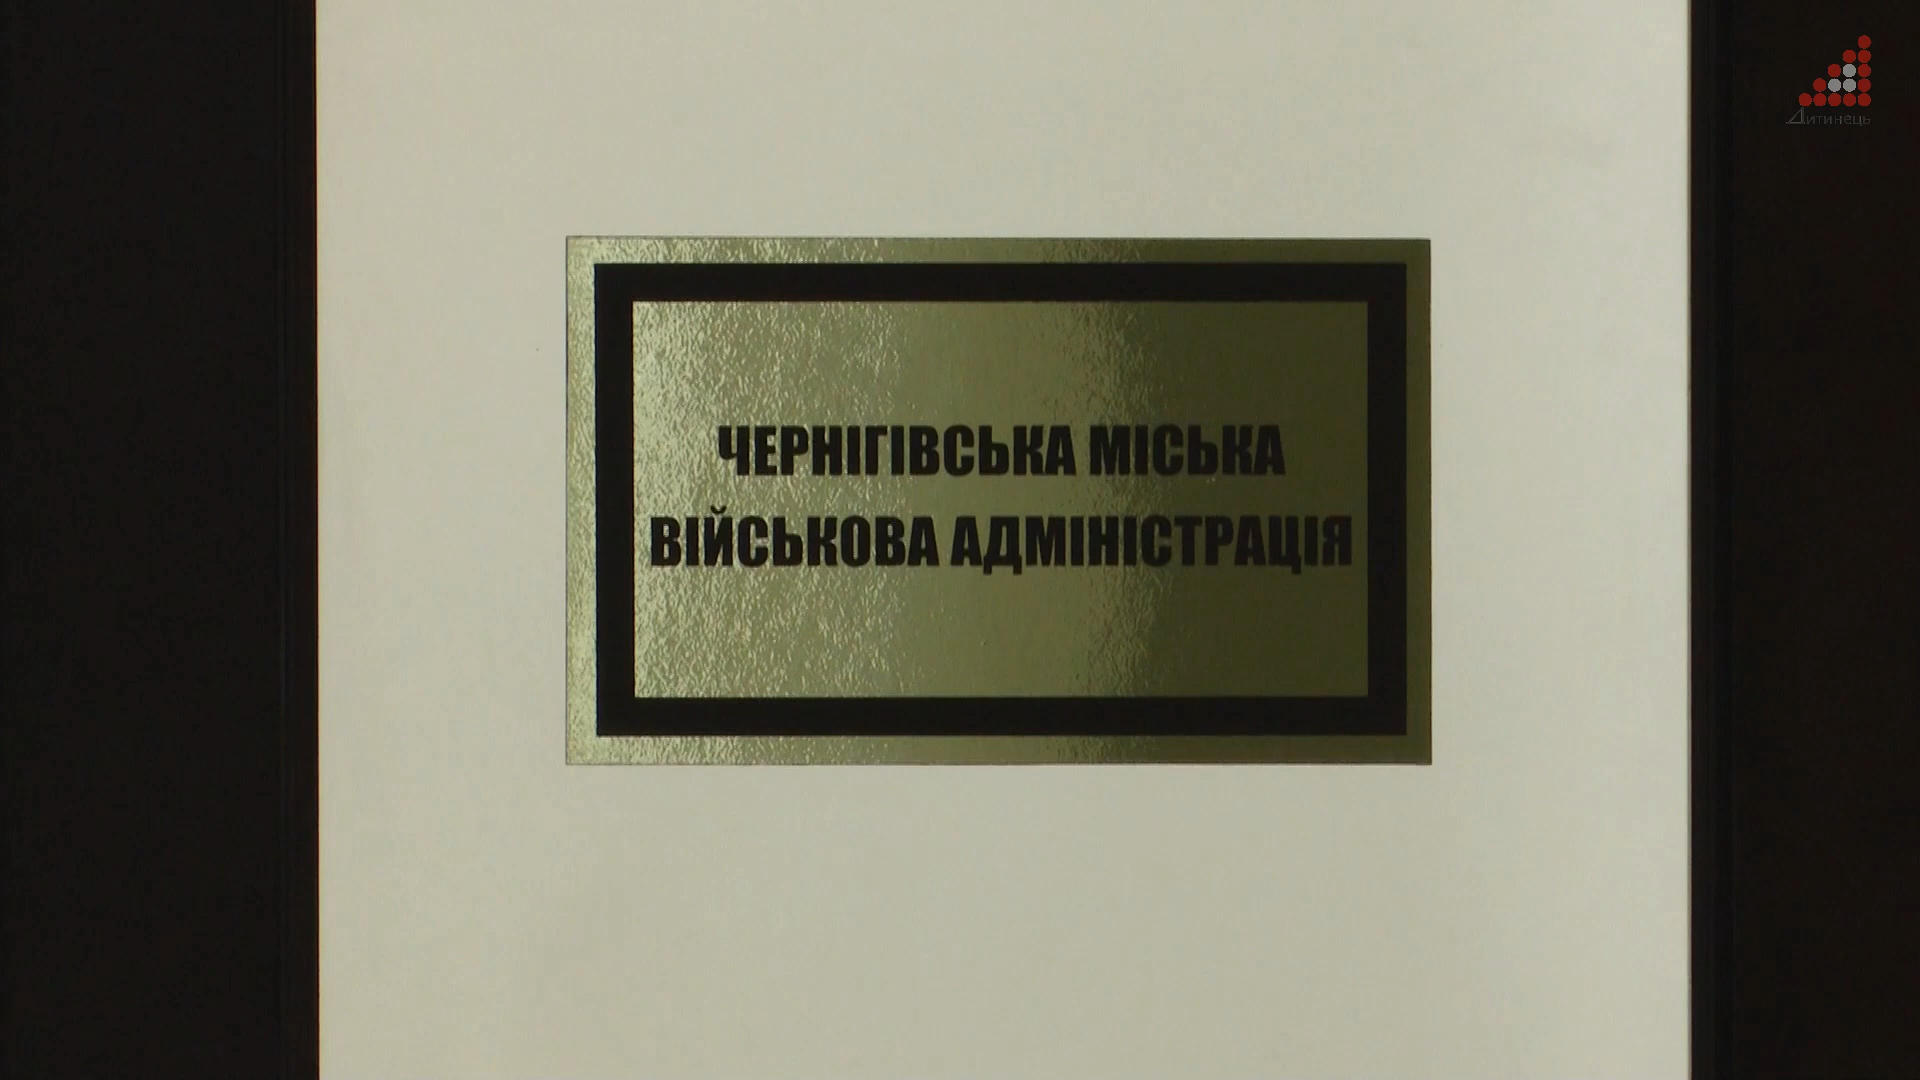 Дитинець
ЧЕРНІГІВСЬКА МІСЬКА
ВІЙСЬКОВА АДМІНІСТРАЦІЯ